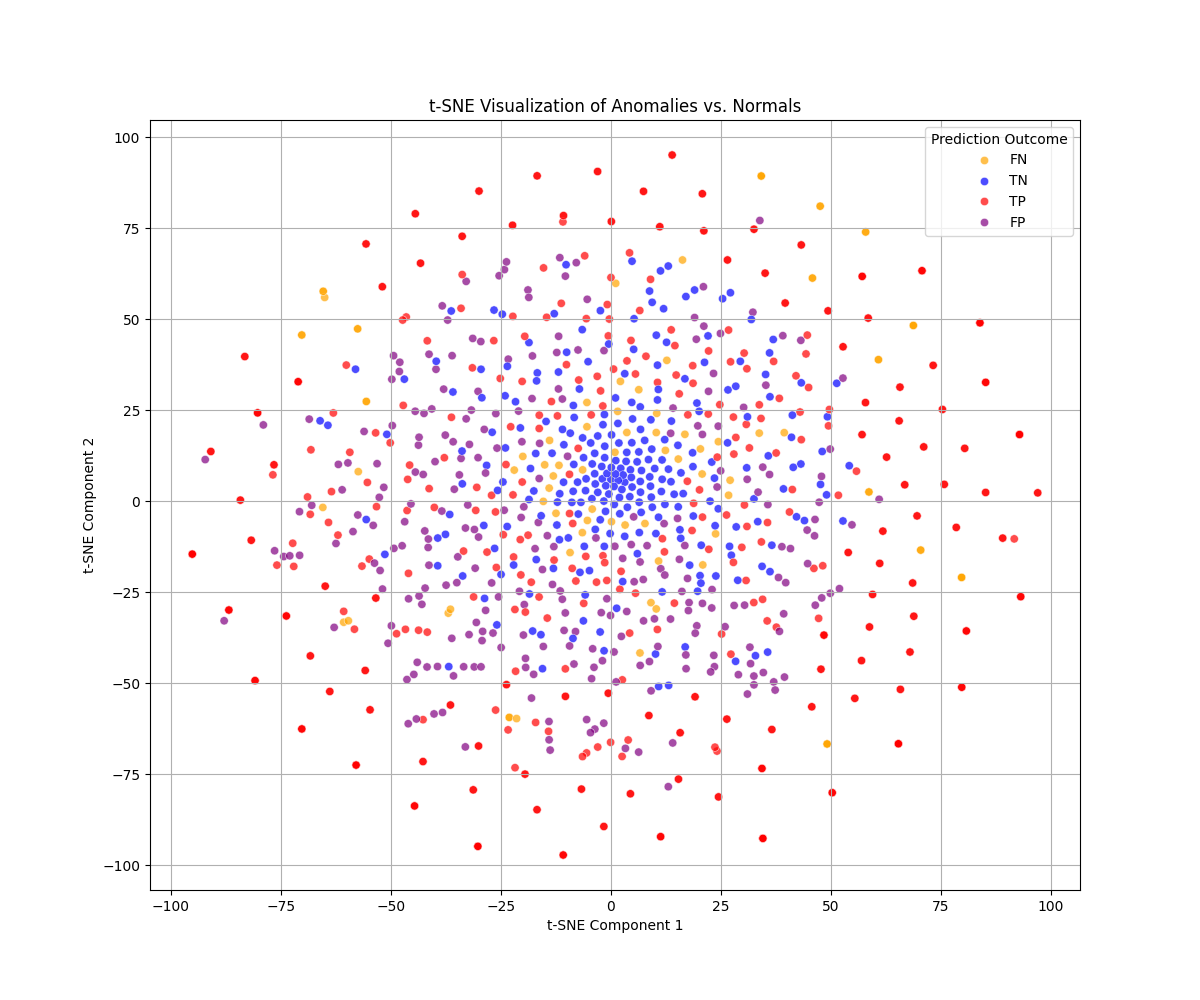 t-SNE Visualization of Anomalies vs. Normals
Prediction Outcome
FN
TN
TP
FP
100
75
50
25
0
−25
−50
−75
−100
t-SNE Component 2
−100
−75
−50
−25
0
25
50
75
100
t-SNE Component 1